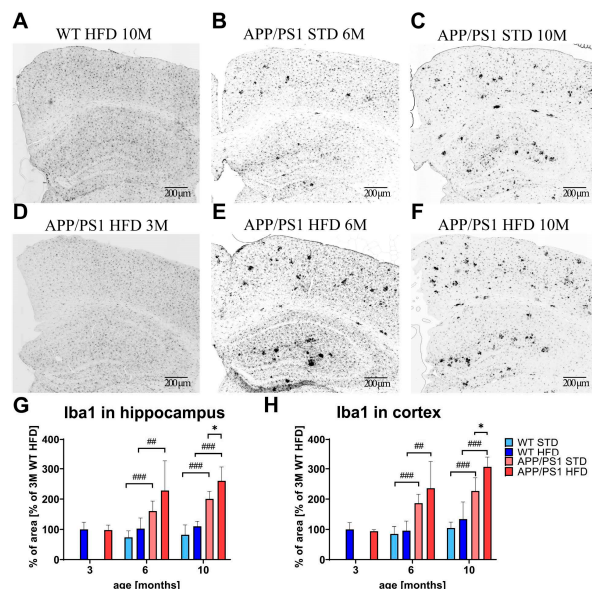 A
WT HFD 10M
B
APP/PS1 STD 6M
C
APP/PS1 STD 10M
200μm
200μm
200μm
D
APP/PS1 HFD 3M
E
APP/PS1 HFD 6M
F
APP/PS1 HFD 10M
200μm
200μm
200μm
G
Iba1 in hippocampus
% of area [% of 3M WT HFD]
400
300
200
100
0
###
##
###
###
*
3
6
10
age [months]
H
Iba1 in cortex
% of area [% of 3M WT HFD]
400
300
200
100
0
###
##
###
###
*
3
6
10
age [months]
WT STD
WT HFD
APP/PS1 STD
APP/PS1 HFD